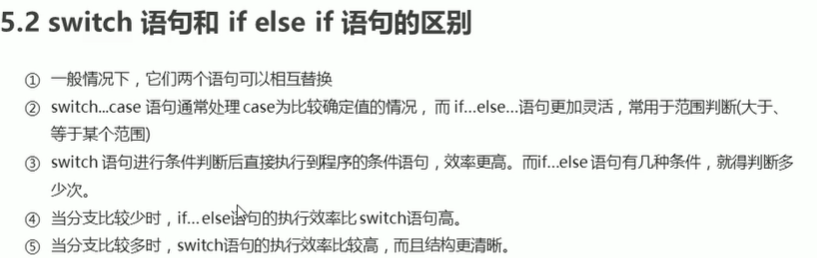 5.2 switch 语句和 if else if 语句的区别
① 一般情况下，它们两个语句可以相互替换
② switch...case 语句通常处理 case为比较确定值的情况， 而 if...else...语句更加灵活，常用于范围判断(大于、
等于某个范围)
③ switch 语句进行条件判断后直接执行到程序的条件语句，效率更高。而if...else 语句有几种条件，就得判断多
少次。
④ 当分支比较少时，if... else语句的执行效率比 switch语句高。
⑤ 当分支比较多时，switch语句的执行效率比较高，而且结构更清晰。